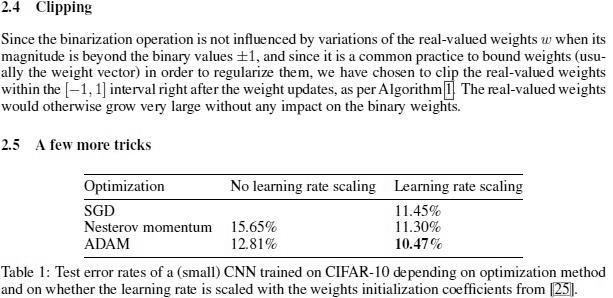 2.4 Clipping
Since the binarization operation is not influenced by variations of the real-valued weights w when its
magnitude is beyond the binary values ±1, and since it is a common practice to bound weights (usu-
ally the weight vector) in order to regularize them, we have chosen to clip the real-valued weights
within the [−1, 1] interval right after the weight updates, as per Algorithm 1. The real-valued weights
would otherwise grow very large without any impact on the binary weights.
2.5 A few more tricks
Optimization No learning rate scaling Learning rate scaling
SGD 11.45%
Nesterov momentum 15.65% 11.30%
ADAM 12.81% 10.47%
Table 1: Test error rates of a (small) CNN trained on CIFAR-10 depending on optimization method
and on whether the learning rate is scaled with the weights initialization coefficients from [25].